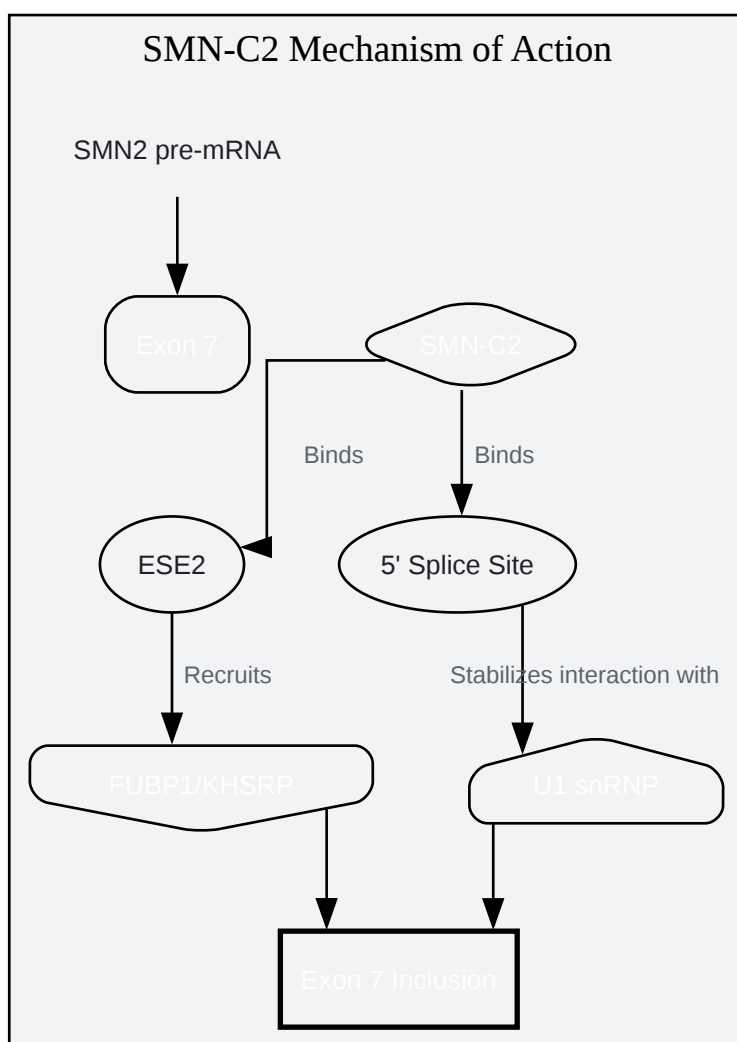 SMN-C2 Mechanism of Action
SMN2 pre-mRNA
Exon 7
SMN-C2
Binds
Binds
ESE2
5' Splice Site
Recruits
Stabilizes interaction with
FUBP1/KHSRP
U1 snRNP
Exon 7 Inclusion